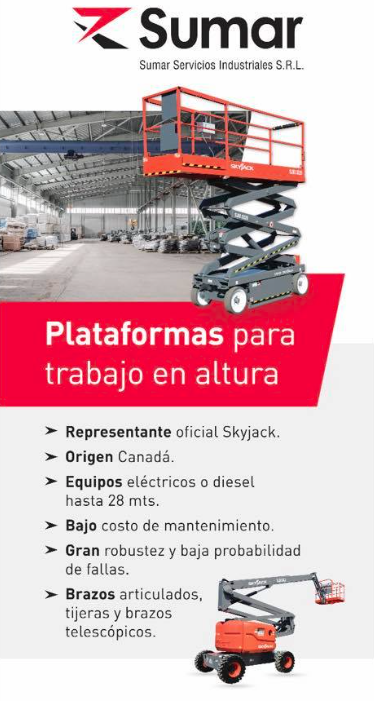 Sumar
Sumar Servicios Industriales S.R.L.
SKYJACK
Plataformas para
trabajo en altura
➤ Representante oficial Skyjack.
➤ Origen Canadá.
➤ Equipos eléctricos o diesel
hasta 28 mts.
➤ Bajo costo de mantenimiento.
➤ Gran robustez y baja probabilidad
de fallas.
➤ Brazos articulados,
tijeras y brazos
telescópicos.
SKYJACK